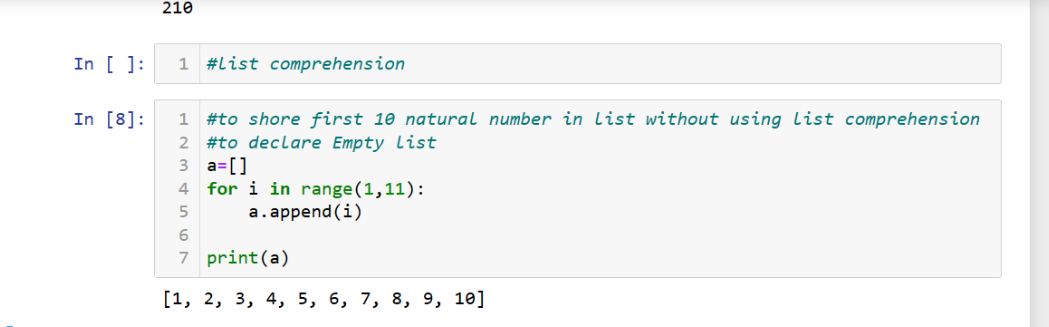 210
In [ ]: 1 #list comprehension
In [8]: 1 #to shore first 10 natural number in list without using list comprehension
2 #to declare Empty list
3 a=[]
4 for i in range(1,11):
5     a.append(i)
6
7 print(a)
[1, 2, 3, 4, 5, 6, 7, 8, 9, 10]